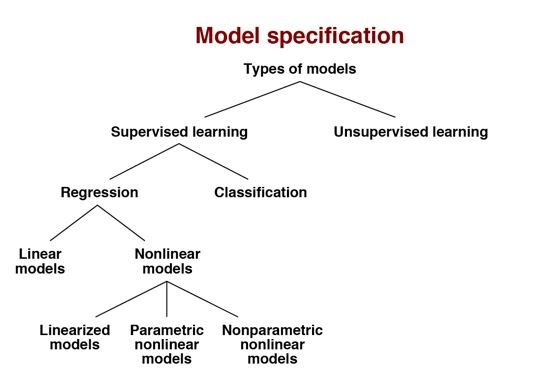 Model specification
Types of models
Supervised learning
Unsupervised learning
Regression
Classification
Linear
models
Nonlinear
models
Linearized
models
Parametric
nonlinear
models
Nonparametric
nonlinear
models